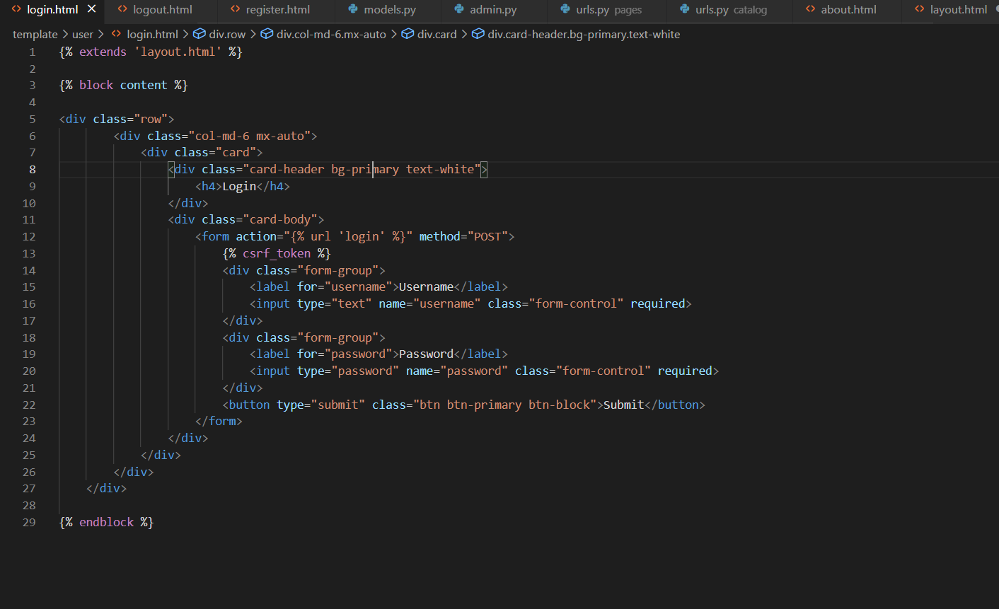 login.html × logout.html register.html models.py admin.py urls.py pages urls.py catalog about.html layout.html
template > user > login.html > div.row > div.col-md-6.mx-auto > div.card > div.card-header.bg-primary.text-white
1 {% extends 'layout.html' %}
2
3 {% block content %}
4
5 <div class="row">
6 <div class="col-md-6 mx-auto">
7 <div class="card">
8 <div class="card-header bg-primary text-white">
9 <h4>Login</h4>
10 </div>
11 <div class="card-body">
12 <form action="{% url 'login' %}" method="POST">
13 {% csrf_token %}
14 <div class="form-group">
15 <label for="username">Username</label>
16 <input type="text" name="username" class="form-control" required>
17 </div>
18 <div class="form-group">
19 <label for="password">Password</label>
20 <input type="password" name="password" class="form-control" required>
21 </div>
22 <button type="submit" class="btn btn-primary btn-block">Submit</button>
23 </form>
24 </div>
25 </div>
26 </div>
27 </div>
28
29 {% endblock %}